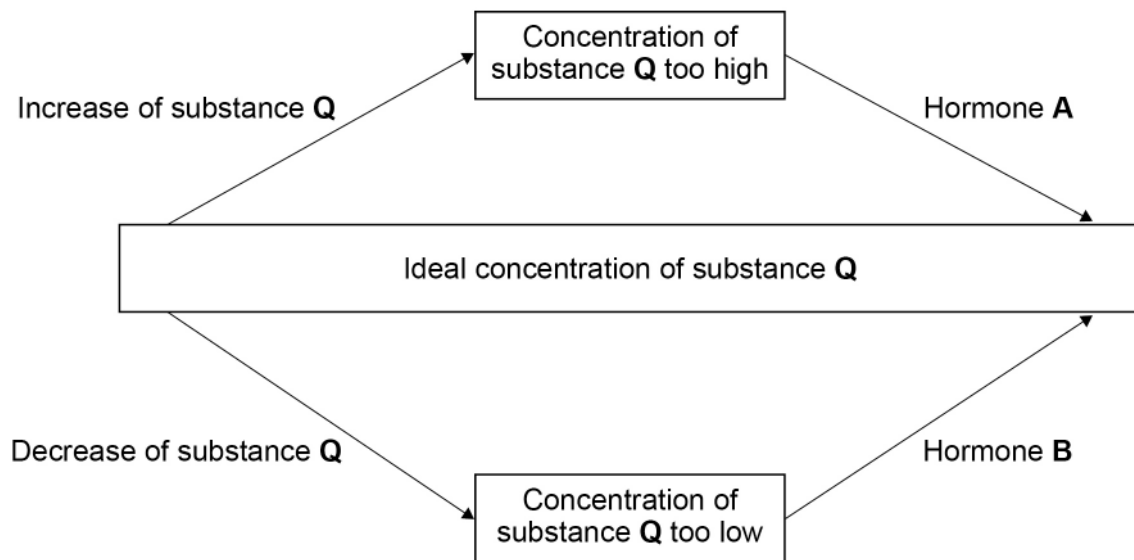 Concentration of
substance Q too high
Increase of substance Q
Hormone A
Ideal concentration of substance Q
Decrease of substance Q
Hormone B
Concentration of
substance Q too low